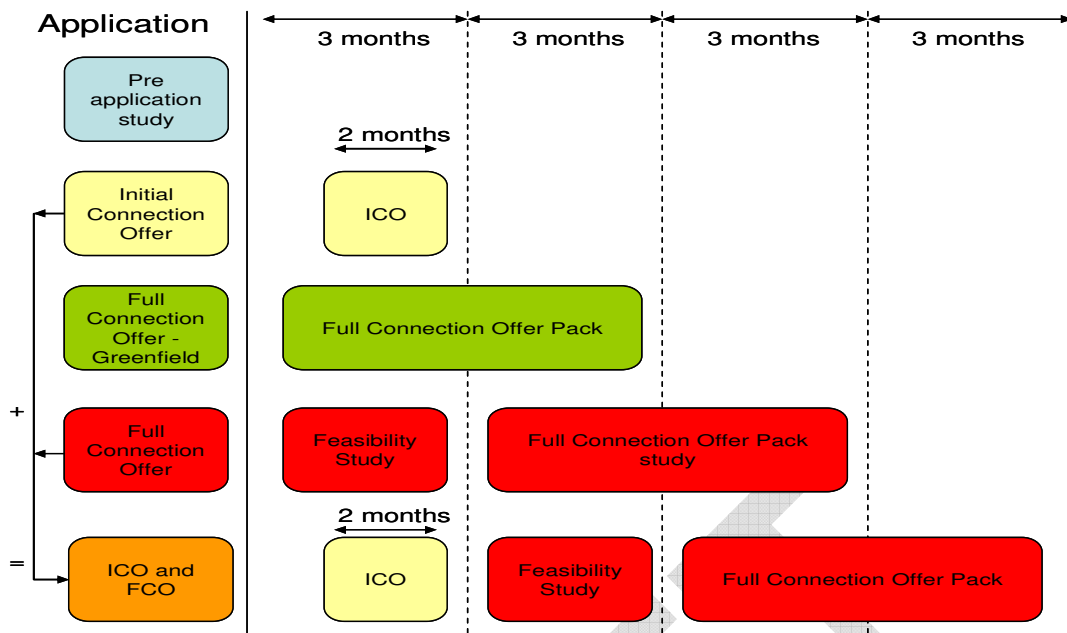 Application
3 months
3 months
3 months
3 months
Pre
application
study
2 months
Initial
Connection
Offer
ICO
Full
Connection
Offer -
Greenfield
Full Connection Offer Pack
+
Full
Connection
Offer
Feasibility
Study
Full Connection Offer Pack
study
2 months
=
ICO and
FCO
ICO
Feasibility
Study
Full Connection Offer Pack